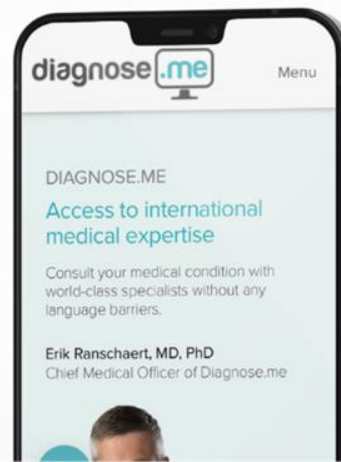 diagnose.me
Menu
DIAGNOSE.ME
Access to international
medical expertise
Consult your medical condition with
world-class specialists without any
language barriers.
Erik Ranschaert, MD, PhD
Chief Medical Officer of Diagnose.me